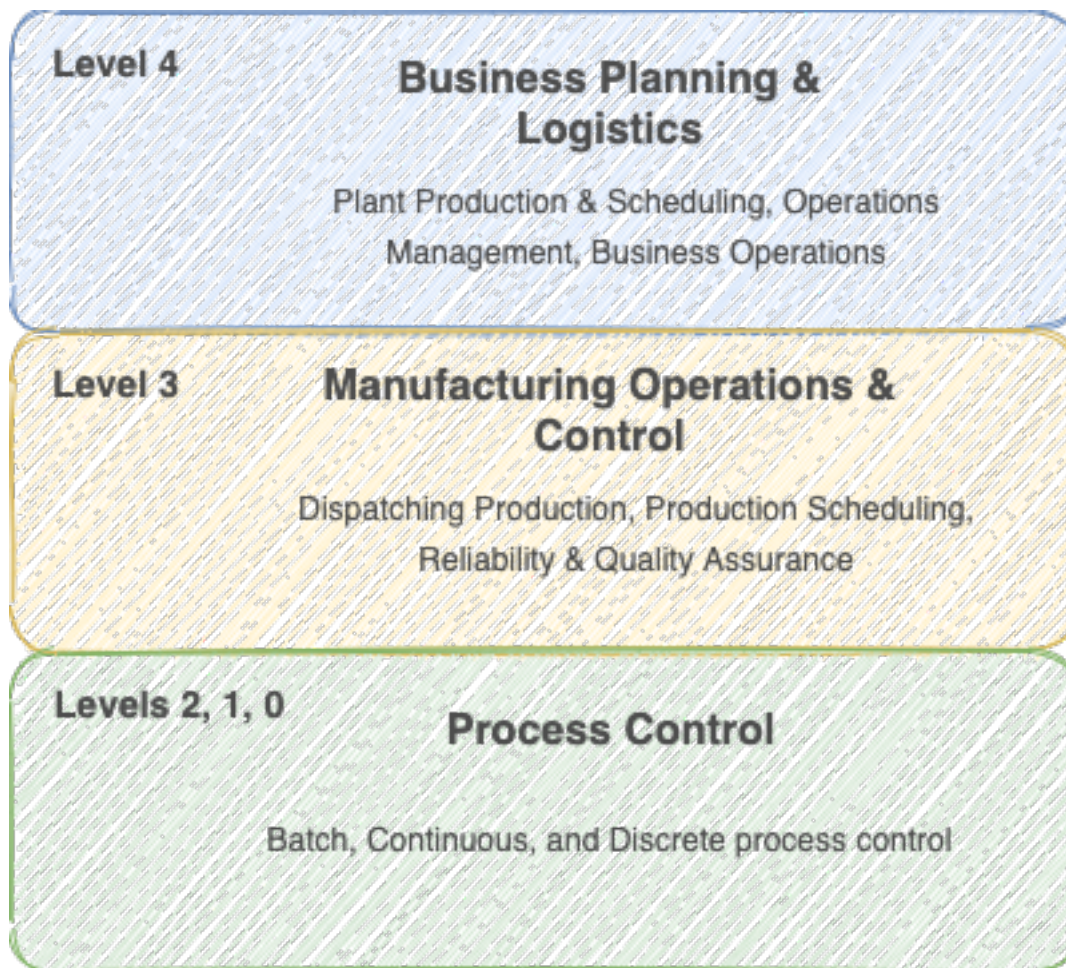 Level 4
Business Planning &
Logistics
Plant Production & Scheduling, Operations
Management, Business Operations
Level 3
Manufacturing Operations &
Control
Dispatching Production, Production Scheduling,
Reliability & Quality Assurance
Levels 2, 1, 0
Process Control
Batch, Continuous, and Discrete process control